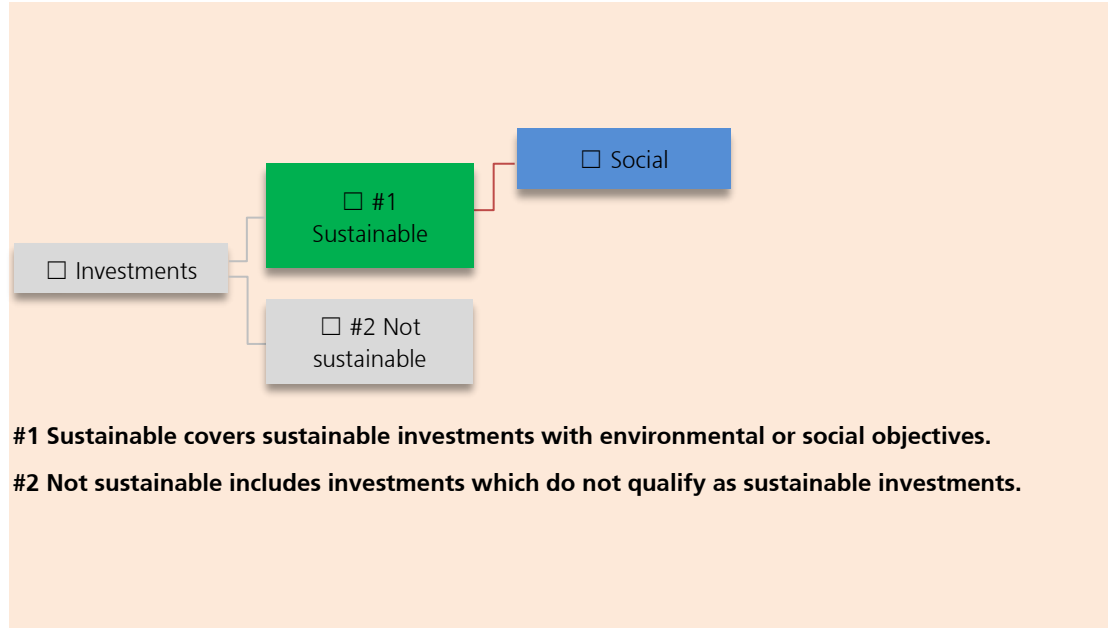 ☐ Social
☐ #1
Sustainable
☐ Investments
☐ #2 Not
sustainable
#1 Sustainable covers sustainable investments with environmental or social objectives.
#2 Not sustainable includes investments which do not qualify as sustainable investments.